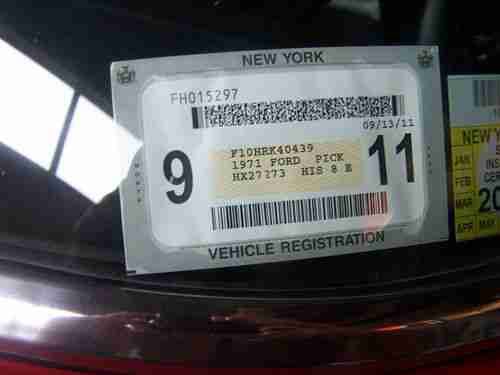 NEW YORK
FH015297
09/13/11
9
F10HRK40439
1971 FORD PICK
HX27273 HIS 8 E
11
VEHICLE REGISTRATION
NEW
JAN
FEB
MAR
20
APR MAY